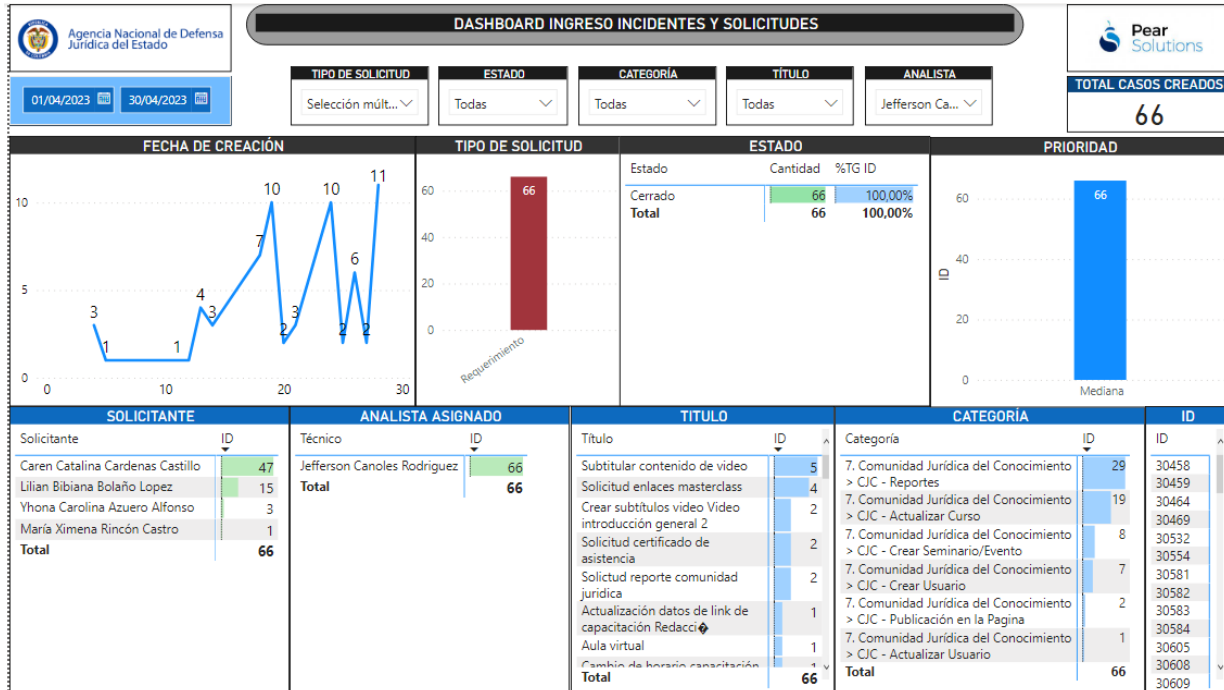 Agencia Nacional de Defensa
Jurídica del Estado
DASHBOARD INGRESO INCIDENTES Y SOLICITUDES
Pear
Solutions
01/04/2023 30/04/2023
TIPO DE SOLICITUD
Selección múlt...
ESTADO
Todas
CATEGORÍA
Todas
TÍTULO
Todas
ANALISTA
Jefferson Ca...
TOTAL CASOS CREADOS
66
FECHA DE CREACIÓN
10
5
0
3
1
1
4
3
7
10
2
3
10
2
6
2
11
0 10 20 30
TIPO DE SOLICITUD
60
40
20
0
66
Requerimiento
ESTADO
Estado Cantidad %TG ID
Cerrado 66 100,00%
Total 66 100,00%
PRIORIDAD
ID
60
40
20
0
66
Mediana
SOLICITANTE
Solicitante ID
Caren Catalina Cardenas Castillo 47
Lilian Bibiana Bolaño Lopez 15
Yhona Carolina Azuero Alfonso 3
María Ximena Rincón Castro 1
Total 66
ANALISTA ASIGNADO
Técnico ID
Jefferson Canoles Rodriguez 66
Total 66
TITULO
Título ID
Subtitular contenido de video 5
Solicitud enlaces masterclass 4
Crear subtítulos video Video
introducción general 2 2
Solicitud certificado de
asistencia 2
Solictud reporte comunidad
juridica 2
Actualización datos de link de
capacitación Redacci� 1
Aula virtual 1
Cambio de horario capacitación 1
Total 66
CATEGORÍA
Categoría ID
7. Comunidad Jurídica del Conocimiento
> CJC - Reportes 29
7. Comunidad Jurídica del Conocimiento
> CJC - Actualizar Curso 19
7. Comunidad Jurídica del Conocimiento
> CJC - Crear Seminario/Evento 8
7. Comunidad Jurídica del Conocimiento
> CJC - Crear Usuario 7
7. Comunidad Jurídica del Conocimiento
> CJC - Publicación en la Pagina 2
7. Comunidad Jurídica del Conocimiento
> CJC - Actualizar Usuario 1
Total 66
ID
ID
30458
30459
30464
30469
30532
30554
30581
30582
30583
30584
30605
30608
30609